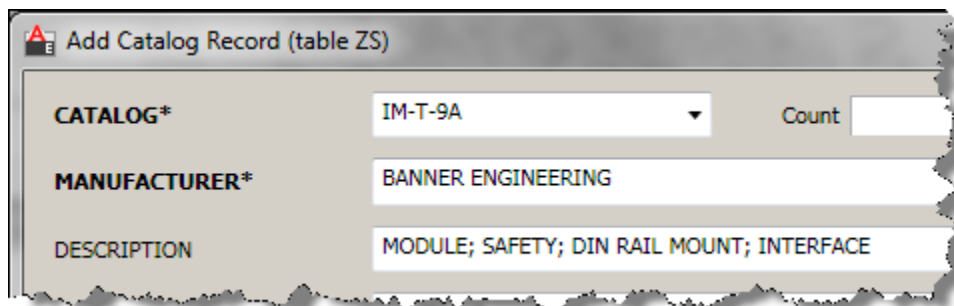 Add Catalog Record (table ZS)
CATALOG* IM-T-9A Count
MANUFACTURER* BANNER ENGINEERING
DESCRIPTION MODULE; SAFETY; DIN RAIL MOUNT; INTERFACE